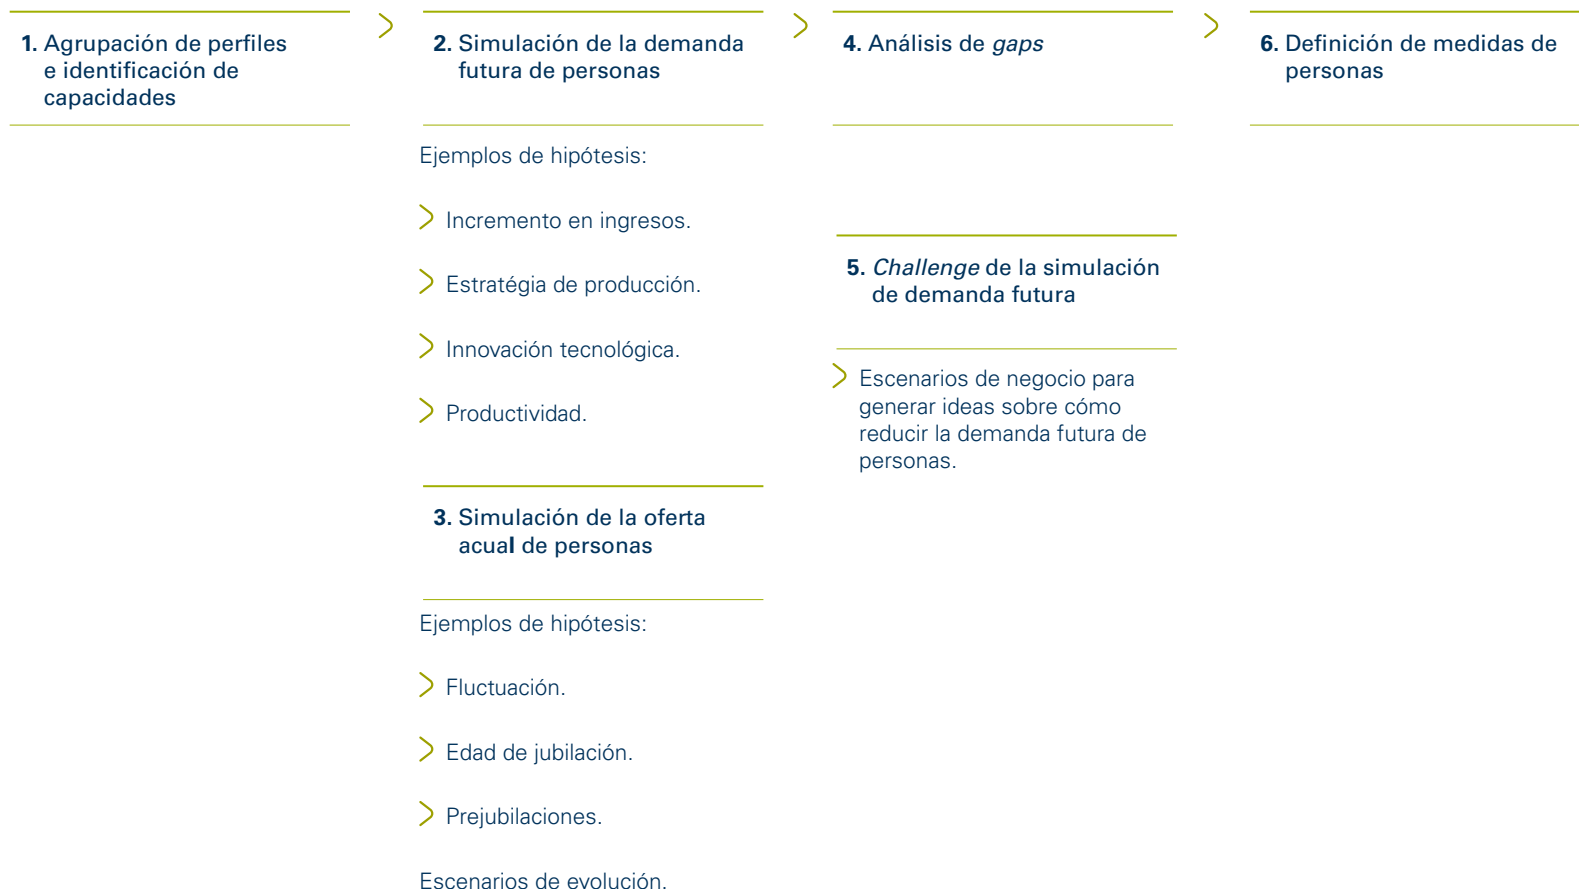 1. Agrupación de perfiles
e identificación de
capacidades
2. Simulación de la demanda
futura de personas
Ejemplos de hipótesis:
Incremento en ingresos.
Estratégia de producción.
Innovación tecnológica.
Productividad.
3. Simulación de la oferta
acual de personas
Ejemplos de hipótesis:
Fluctuación.
Edad de jubilación.
Prejubilaciones.
Escenarios de evolución.
4. Análisis de gaps
5. Challenge de la simulación
de demanda futura
Escenarios de negocio para
generar ideas sobre cómo
reducir la demanda futura de
personas.
6. Definición de medidas de
personas